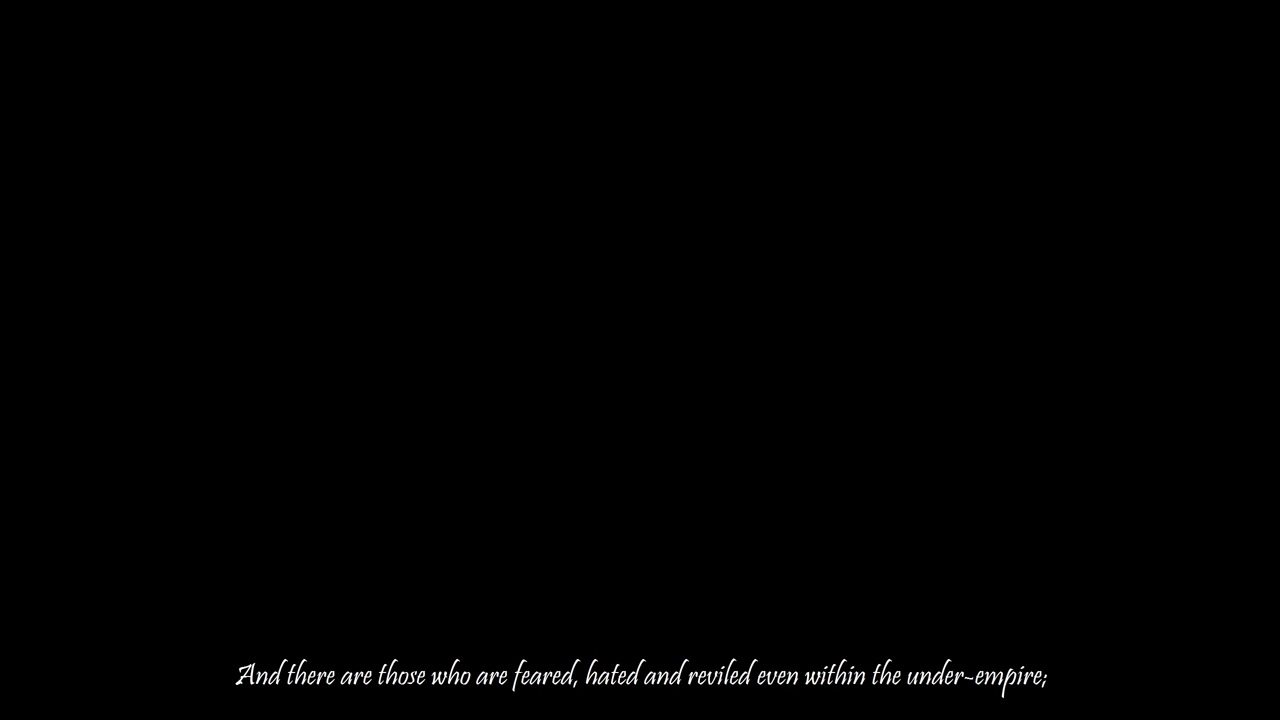 And there are those who are feared, hated and reviled even within the under-empire;